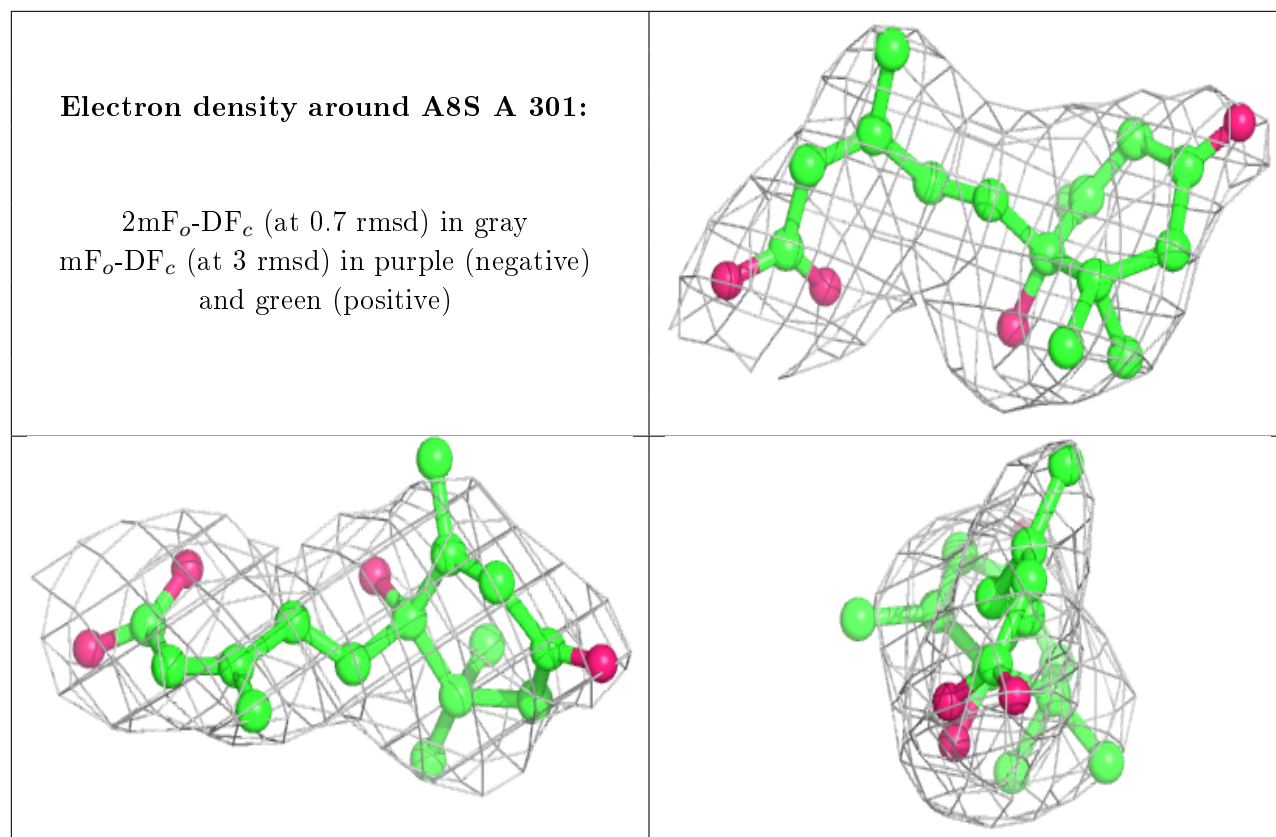 Electron density around A8S A 301:
2mFo-DFc (at 0.7 rmsd) in gray
mFo-DFc (at 3 rmsd) in purple (negative)
and green (positive)